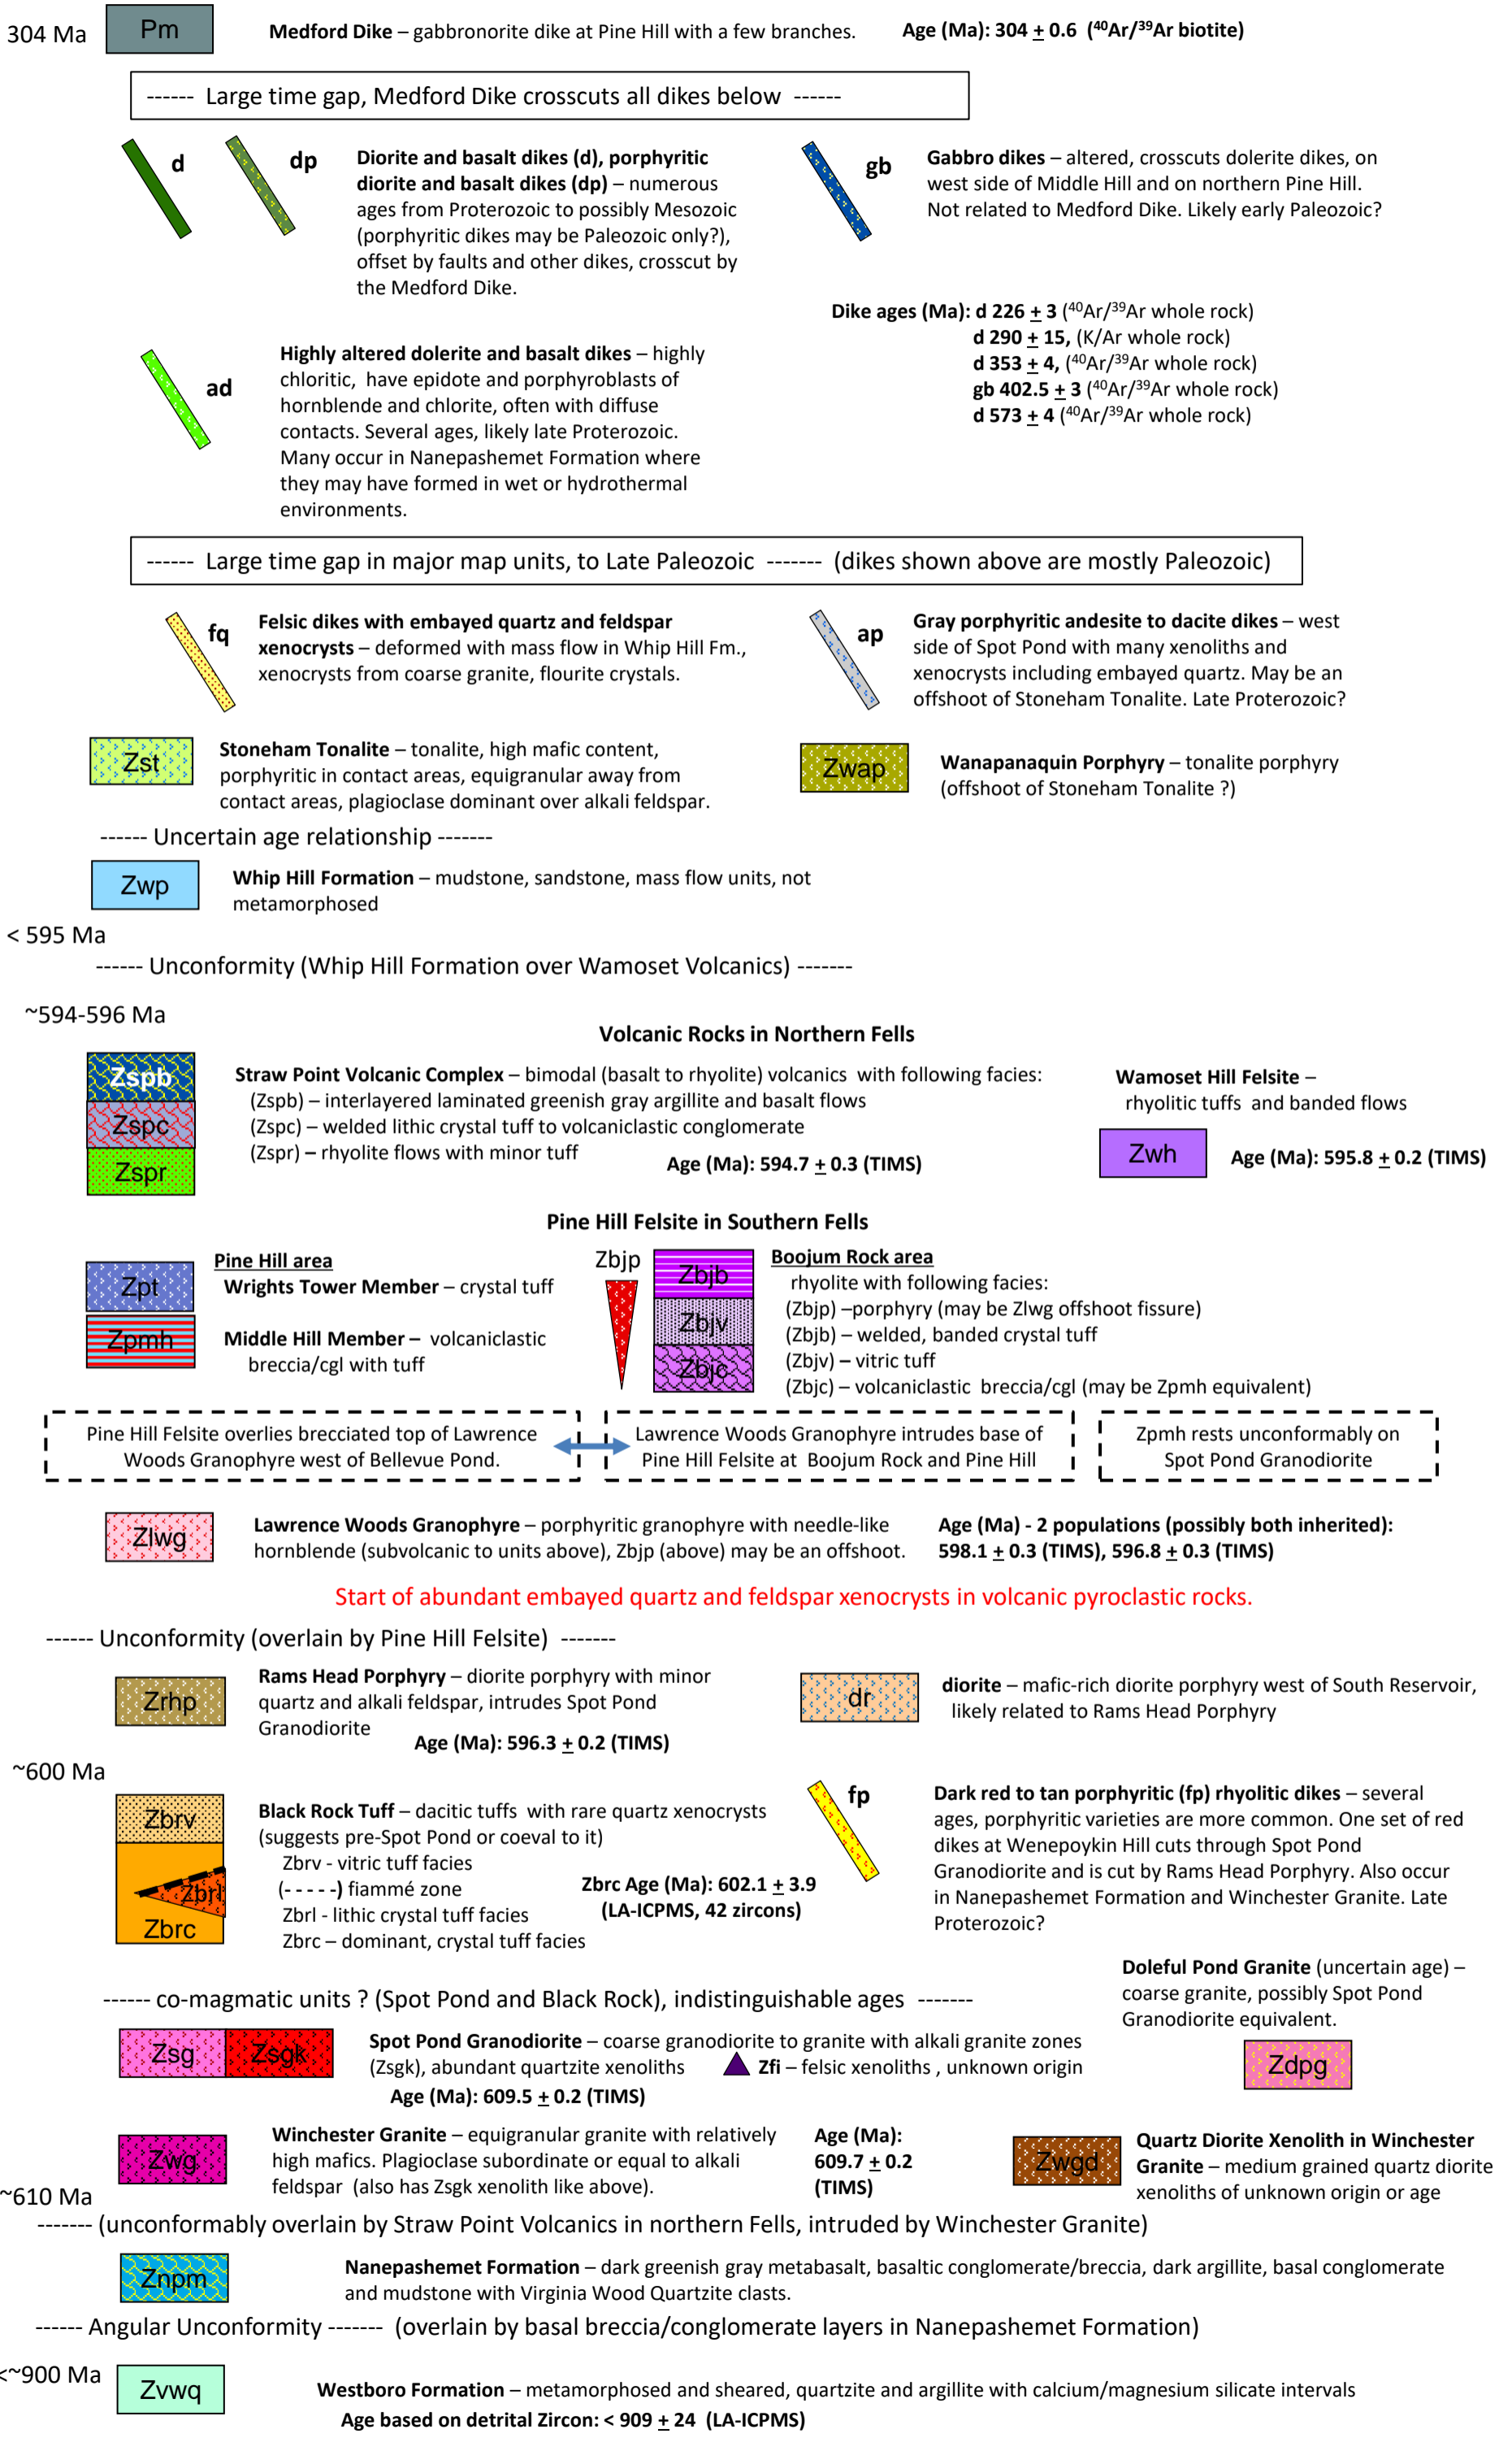 304 Ma
Pm
Medford Dike – gabbronorite dike at Pine Hill with a few branches. Age (Ma): 304 ± 0.6 (⁴⁰Ar/³⁹Ar biotite)
------ Large time gap, Medford Dike crosscuts all dikes below ------
d
dp
Diorite and basalt dikes (d), porphyritic
diorite and basalt dikes (dp) – numerous
ages from Proterozoic to possibly Mesozoic
(porphyritic dikes may be Paleozoic only?),
offset by faults and other dikes, crosscut by
the Medford Dike.
gb
Gabbro dikes – altered, crosscuts dolerite dikes, on
west side of Middle Hill and on northern Pine Hill.
Not related to Medford Dike. Likely early Paleozoic?
Dike ages (Ma): d 226 ± 3 (⁴⁰Ar/³⁹Ar whole rock)
d 290 ± 15, (K/Ar whole rock)
d 353 ± 4, (⁴⁰Ar/³⁹Ar whole rock)
gb 402.5 ± 3 (⁴⁰Ar/³⁹Ar whole rock)
d 573 ± 4 (⁴⁰Ar/³⁹Ar whole rock)
ad
Highly altered dolerite and basalt dikes – highly
chloritic, have epidote and porphyroblasts of
hornblende and chlorite, often with diffuse
contacts. Several ages, likely late Proterozoic.
Many occur in Nanepashemet Formation where
they may have formed in wet or hydrothermal
environments.
------ Large time gap in major map units, to Late Paleozoic ------- (dikes shown above are mostly Paleozoic)
fq
Felsic dikes with embayed quartz and feldspar
xenocrysts – deformed with mass flow in Whip Hill Fm.,
xenocrysts from coarse granite, flourite crystals.
ap
Gray porphyritic andesite to dacite dikes – west
side of Spot Pond with many xenoliths and
xenocrysts including embayed quartz. May be an
offshoot of Stoneham Tonalite. Late Proterozoic?
Zst
Stoneham Tonalite – tonalite, high mafic content,
porphyritic in contact areas, equigranular away from
contact areas, plagioclase dominant over alkali feldspar.
Zwap
Wanapanaquin Porphyry – tonalite porphyry
(offshoot of Stoneham Tonalite ?)
------ Uncertain age relationship -------
Zwp
Whip Hill Formation – mudstone, sandstone, mass flow units, not
metamorphosed
< 595 Ma
------ Unconformity (Whip Hill Formation over Wamoset Volcanics) -------
~594-596 Ma
Volcanic Rocks in Northern Fells
Zspb
Zspc
Zspr
Straw Point Volcanic Complex – bimodal (basalt to rhyolite) volcanics with following facies:
(Zspb) – interlayered laminated greenish gray argillite and basalt flows
(Zspc) – welded lithic crystal tuff to volcaniclastic conglomerate
(Zspr) – rhyolite flows with minor tuff
Age (Ma): 594.7 ± 0.3 (TIMS)
Wamoset Hill Felsite –
rhyolitic tuffs and banded flows
Zwh
Age (Ma): 595.8 ± 0.2 (TIMS)
Pine Hill Felsite in Southern Fells
Zpt
Zpmh
Pine Hill area
Wrights Tower Member – crystal tuff
Middle Hill Member – volcaniclastic
breccia/cgl with tuff
Zbjp
Zbjb
Zbjv
Zbjc
Boojum Rock area
rhyolite with following facies:
(Zbjp) –porphyry (may be Zlwg offshoot fissure)
(Zbjb) – welded, banded crystal tuff
(Zbjv) – vitric tuff
(Zbjc) – volcaniclastic breccia/cgl (may be Zpmh equivalent)
Pine Hill Felsite overlies brecciated top of Lawrence
Woods Granophyre west of Bellevue Pond.
Lawrence Woods Granophyre intrudes base of
Pine Hill Felsite at Boojum Rock and Pine Hill
Zpmh rests unconformably on
Spot Pond Granodiorite
Zlwg
Lawrence Woods Granophyre – porphyritic granophyre with needle-like
hornblende (subvolcanic to units above), Zbjp (above) may be an offshoot.
Age (Ma) - 2 populations (possibly both inherited):
598.1 ± 0.3 (TIMS), 596.8 ± 0.3 (TIMS)
Start of abundant embayed quartz and feldspar xenocrysts in volcanic pyroclastic rocks.
------ Unconformity (overlain by Pine Hill Felsite) -------
Zrhp
Rams Head Porphyry – diorite porphyry with minor
quartz and alkali feldspar, intrudes Spot Pond
Granodiorite
Age (Ma): 596.3 ± 0.2 (TIMS)
dr
diorite – mafic-rich diorite porphyry west of South Reservoir,
likely related to Rams Head Porphyry
~600 Ma
Zbrv
Zbrl
Zbrc
Black Rock Tuff – dacitic tuffs with rare quartz xenocrysts
(suggests pre-Spot Pond or coeval to it)
Zbrv - vitric tuff facies
(- - - - -) fiammé zone
Zbrl - lithic crystal tuff facies
Zbrc – dominant, crystal tuff facies
Zbrc Age (Ma): 602.1 ± 3.9
(LA-ICPMS, 42 zircons)
fp
Dark red to tan porphyritic (fp) rhyolitic dikes – several
ages, porphyritic varieties are more common. One set of red
dikes at Wenepoykin Hill cuts through Spot Pond
Granodiorite and is cut by Rams Head Porphyry. Also occur
in Nanepashemet Formation and Winchester Granite. Late
Proterozoic?
Doleful Pond Granite (uncertain age) –
coarse granite, possibly Spot Pond
Granodiorite equivalent.
Zdpg
------ co-magmatic units ? (Spot Pond and Black Rock), indistinguishable ages -------
Zsg
Zsgk
Spot Pond Granodiorite – coarse granodiorite to granite with alkali granite zones
(Zsgk), abundant quartzite xenoliths Zfi – felsic xenoliths , unknown origin
Age (Ma): 609.5 ± 0.2 (TIMS)
Zwg
Winchester Granite – equigranular granite with relatively
high mafics. Plagioclase subordinate or equal to alkali
feldspar (also has Zsgk xenolith like above).
Age (Ma):
609.7 ± 0.2
(TIMS)
Zwgd
Quartz Diorite Xenolith in Winchester
Granite – medium grained quartz diorite
xenoliths of unknown origin or age
~610 Ma
------- (unconformably overlain by Straw Point Volcanics in northern Fells, intruded by Winchester Granite)
Znpm
Nanepashemet Formation – dark greenish gray metabasalt, basaltic conglomerate/breccia, dark argillite, basal conglomerate
and mudstone with Virginia Wood Quartzite clasts.
------ Angular Unconformity ------- (overlain by basal breccia/conglomerate layers in Nanepashemet Formation)
<~900 Ma
Zvwq
Westboro Formation – metamorphosed and sheared, quartzite and argillite with calcium/magnesium silicate intervals
Age based on detrital Zircon: < 909 ± 24 (LA-ICPMS)